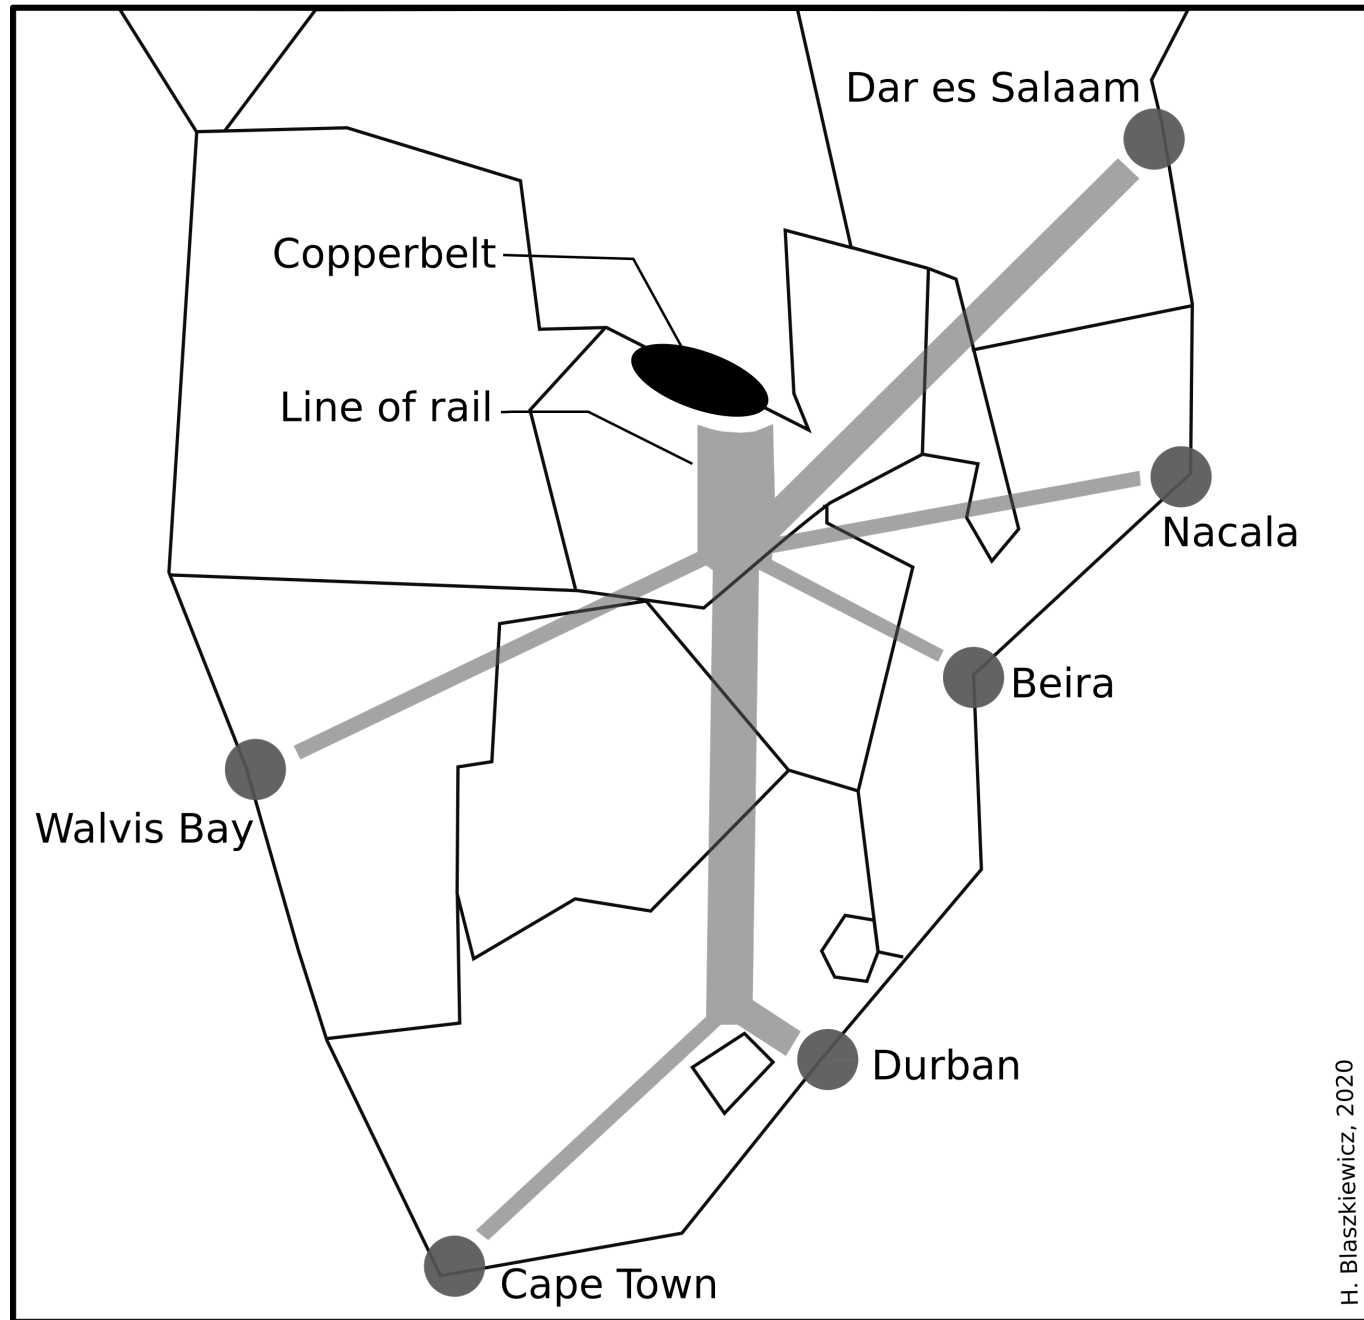 Dar es Salaam
Copperbelt
Line of rail
Nacala
Beira
Walvis Bay
Durban
Cape Town
H. Blaszkiewicz, 2020